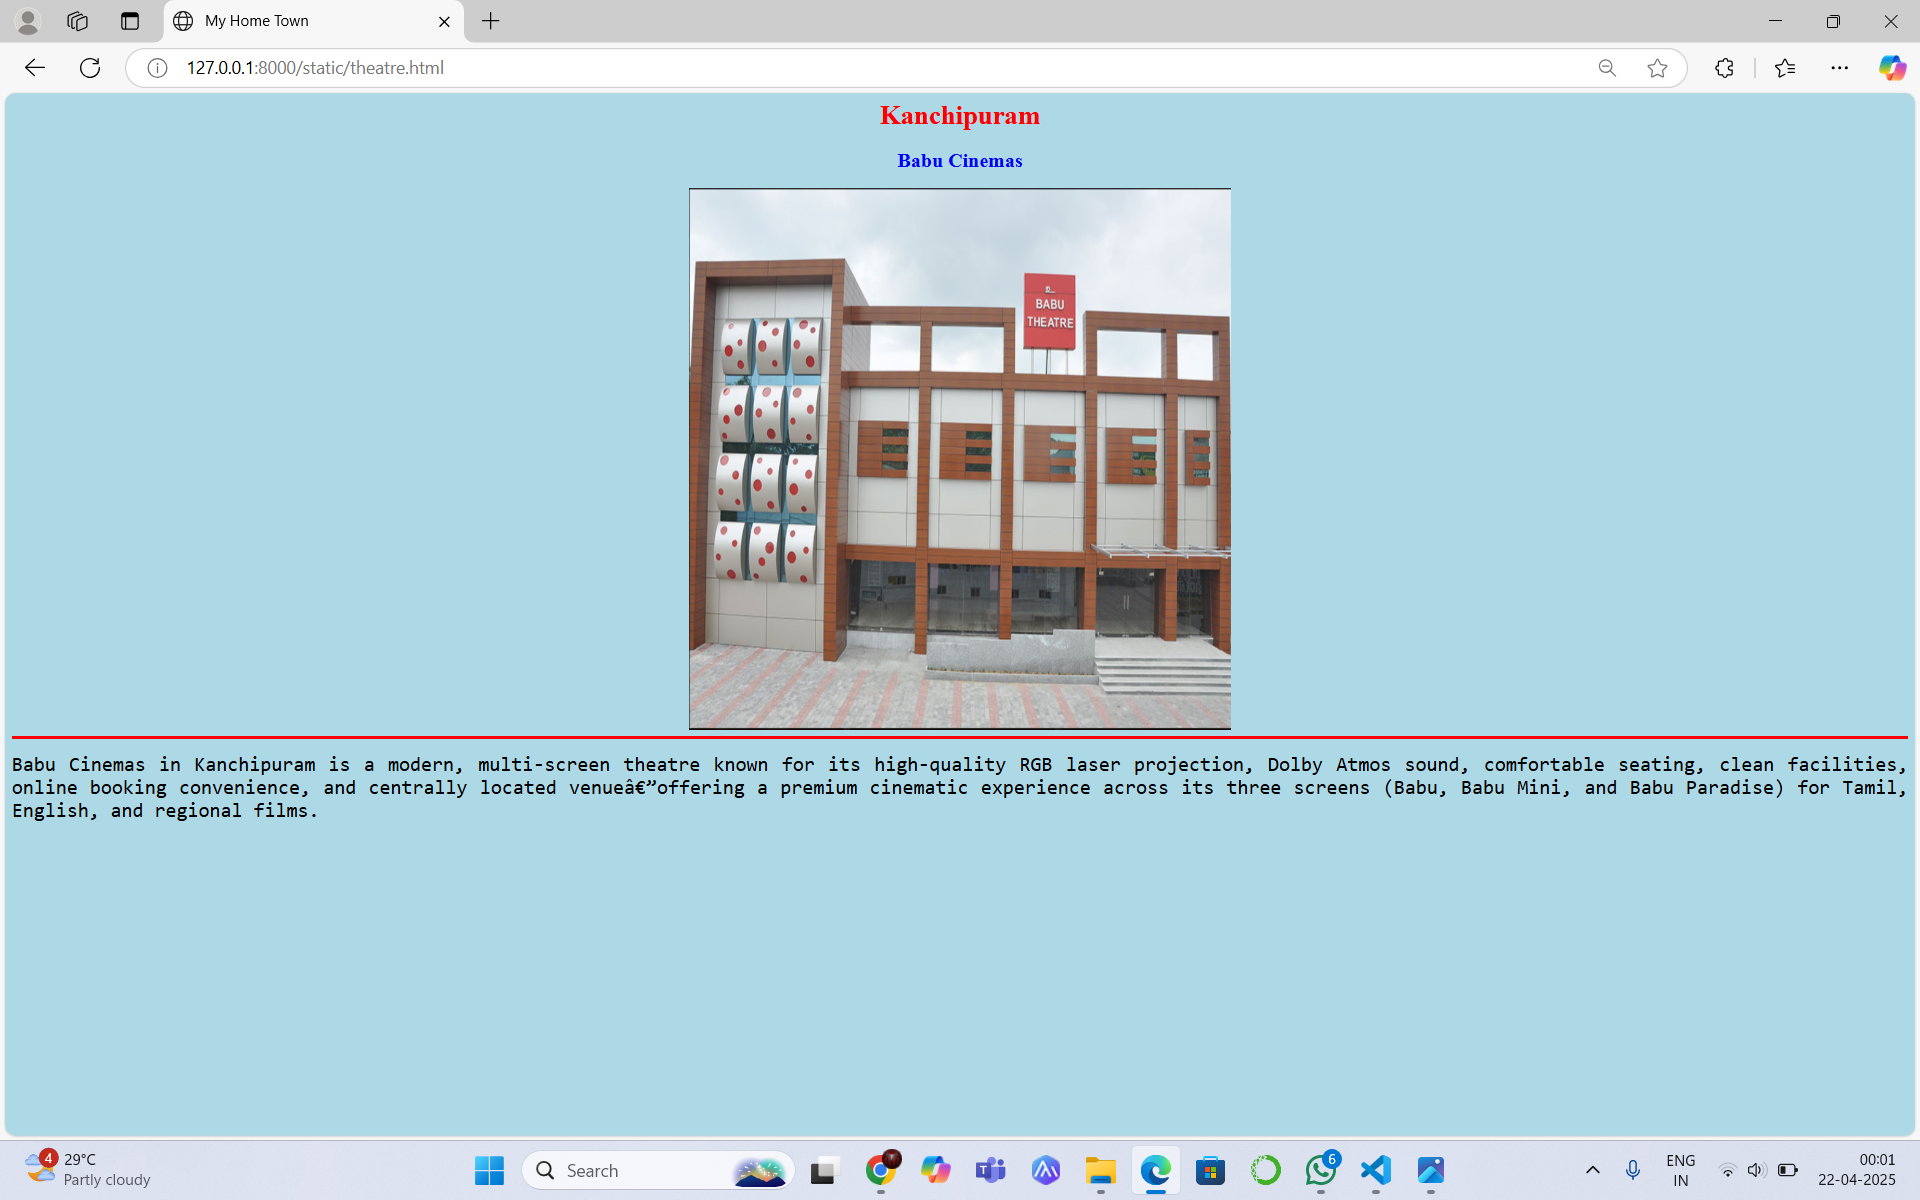 My Home Town
127.0.0.1:8000/static/theatre.html
Kanchipuram
Babu Cinemas
BABU
THEATRE
Babu Cinemas in Kanchipuram is a modern, multi-screen theatre known for its high-quality RGB laser projection, Dolby Atmos sound, comfortable seating, clean facilities,
online booking convenience, and centrally located venueâ€”offering a premium cinematic experience across its three screens (Babu, Babu Mini, and Babu Paradise) for Tamil,
English, and regional films.
4
29°C
Partly cloudy
Search
6
ENG
IN
00:01
22-04-2025